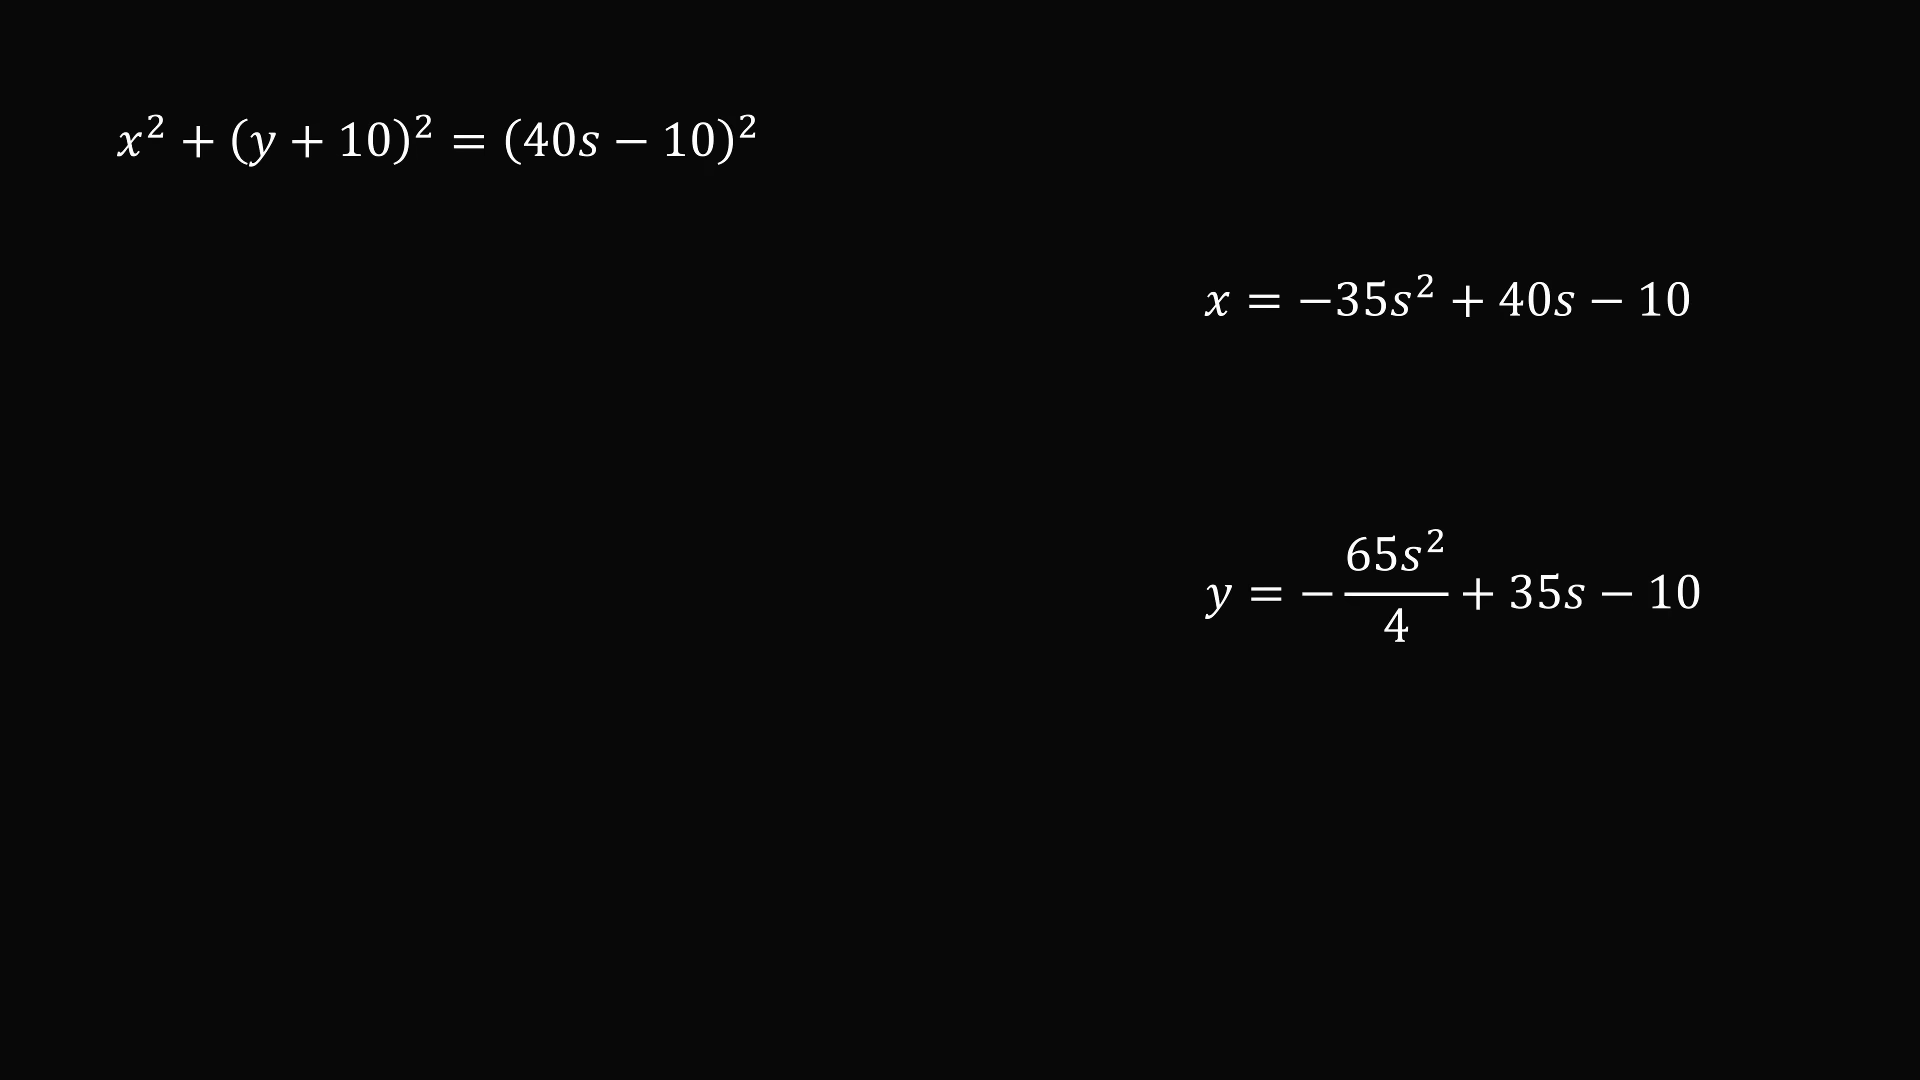 x² + (y + 10)² = (40s − 10)²
x = −35s² + 40s − 10
y = −65s²/4 + 35s − 10